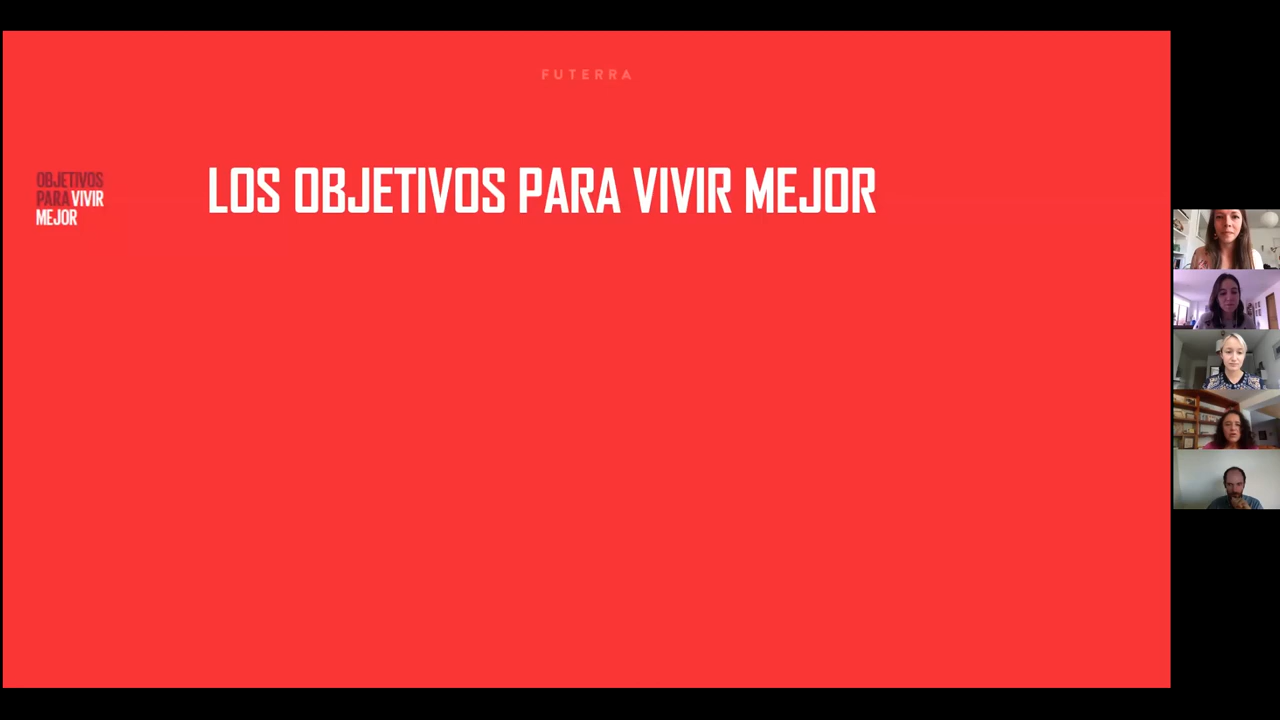 FUTERRA
OBJETIVOS
PARA VIVIR
MEJOR
LOS OBJETIVOS PARA VIVIR MEJOR